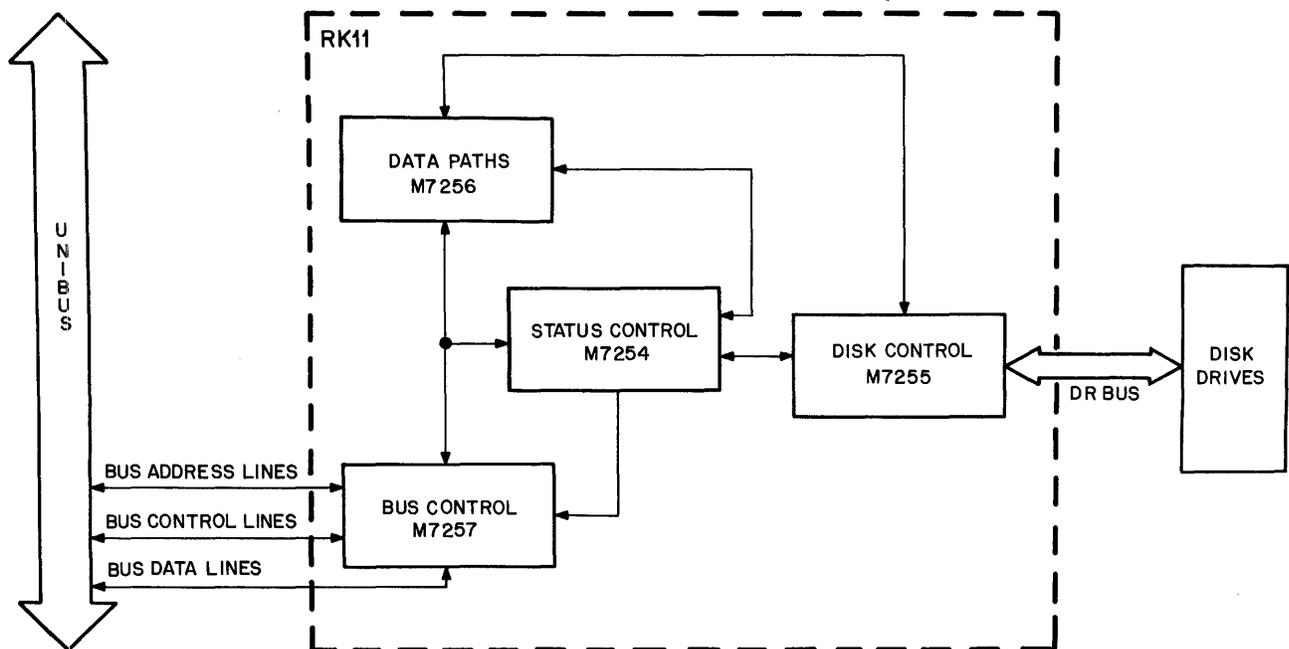 RK11
DATA PATHS
M7256
UNIBUS
STATUS CONTROL
M7254
DISK CONTROL
M7255
DISK
DRIVES
DR BUS
BUS ADDRESS LINES
BUS CONTROL LINES
BUS DATA LINES
BUS CONTROL
M7257